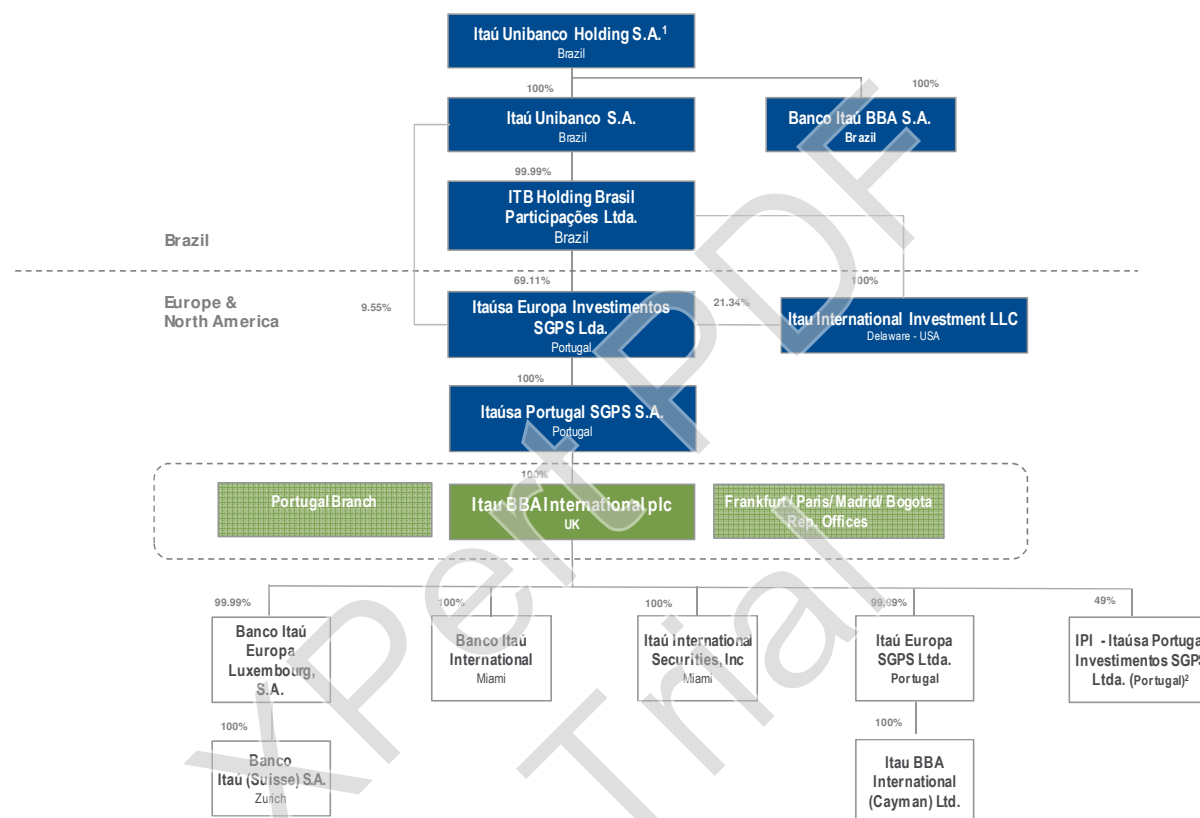 Itaú Unibanco Holding S.A.¹
Brazil
100%
100%
Itaú Unibanco S.A.
Brazil
Banco Itaú BBA S.A.
Brazil
99.99%
ITB Holding Brasil
Participações Ltda.
Brazil
Brazil
Europe &
North America
69.11%
100%
9.55%
21.34%
Itaúsa Europa Investimentos
SGPS Lda.
Portugal
Itau International Investment LLC
Delaware - USA
100%
Itaúsa Portugal SGPS S.A.
Portugal
100%
Portugal Branch
Itau BBA International plc
UK
Frankfurt/ Paris/ Madrid/ Bogota
Rep. Offices
99.99%
100%
100%
99.99%
49%
Banco Itaú
Europa
Luxembourg,
S.A.
Banco Itaú
International
Miami
Itaú International
Securities, Inc
Miami
Itaú Europa
SGPS Ltda.
Portugal
IPI - Itaúsa Portuga
Investimentos SGPS
Ltda. (Portugal)²
100%
100%
Banco
Itaú (Suisse) S.A.
Zurich
Itau BBA
International
(Cayman) Ltd.
XPert PDF
Trial